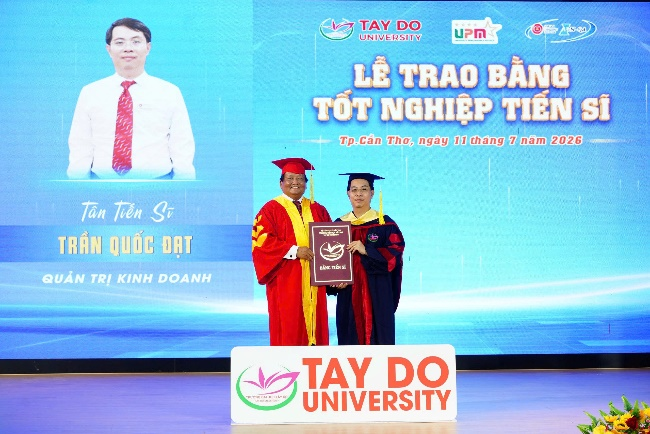 TAY DO
UNIVERSITY
UPM
LỄ TRAO BẰNG
TỐT NGHIỆP TIẾN SĨ
Tp.Cần Thơ, ngày 11 tháng 7 năm 2026
Tân Tiến Sĩ
TRẦN QUỐC ĐẠT
QUẢN TRỊ KINH DOANH
BẰNG TIẾN SĨ
TAY DO
UNIVERSITY